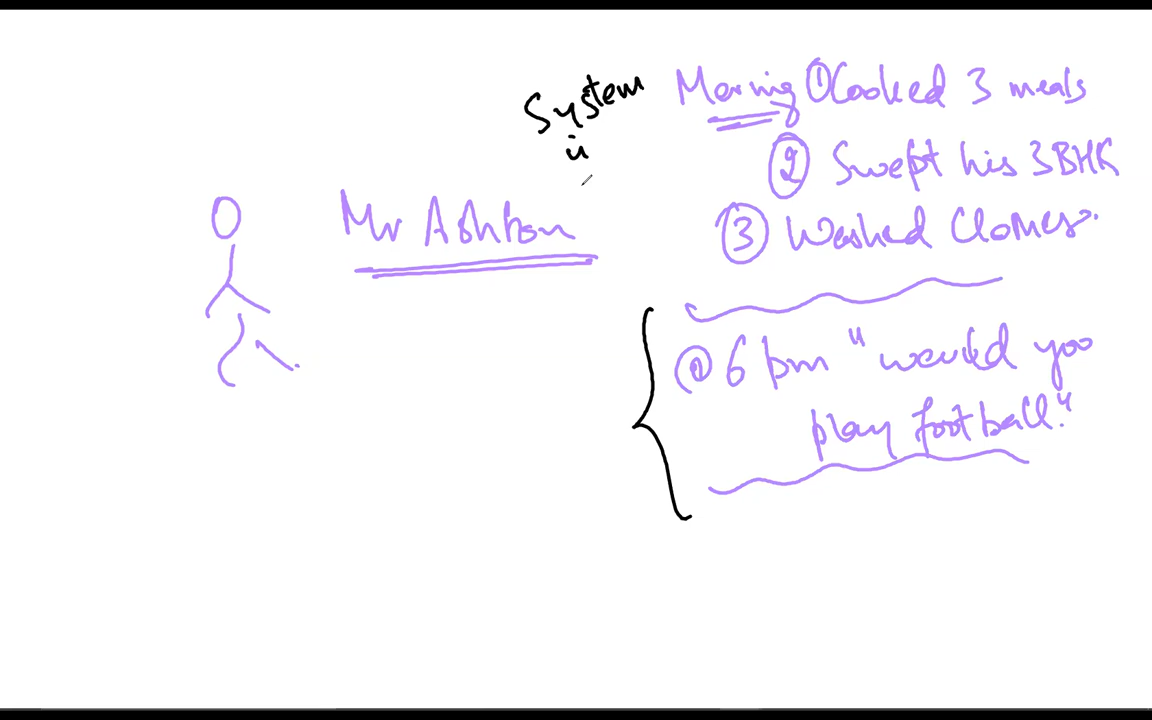 System
is
Morning ① Cooked 3 meals
② Swept his 3BHK
Mr Ashton
③ Washed Clothes.
@ 6 pm "would you
play football."